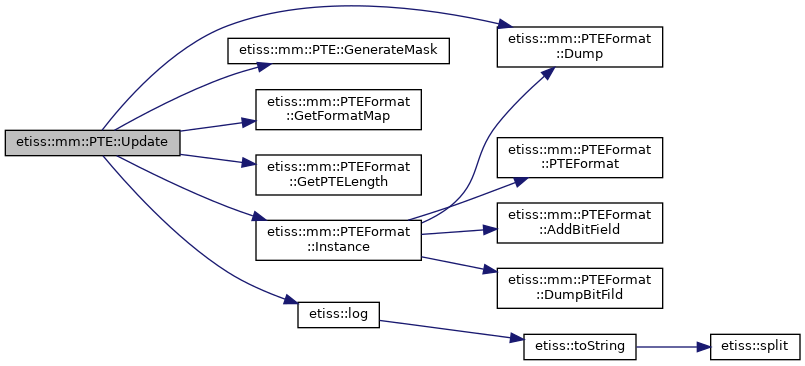 etiss::mm::PTE::Update
etiss::mm::PTE::GenerateMask
etiss::mm::PTEFormat
::GetFormatMap
etiss::mm::PTEFormat
::GetPTELength
etiss::mm::PTEFormat
::Instance
etiss::log
etiss::mm::PTEFormat
::Dump
etiss::mm::PTEFormat
::PTEFormat
etiss::mm::PTEFormat
::AddBitField
etiss::mm::PTEFormat
::DumpBitFild
etiss::toString
etiss::split